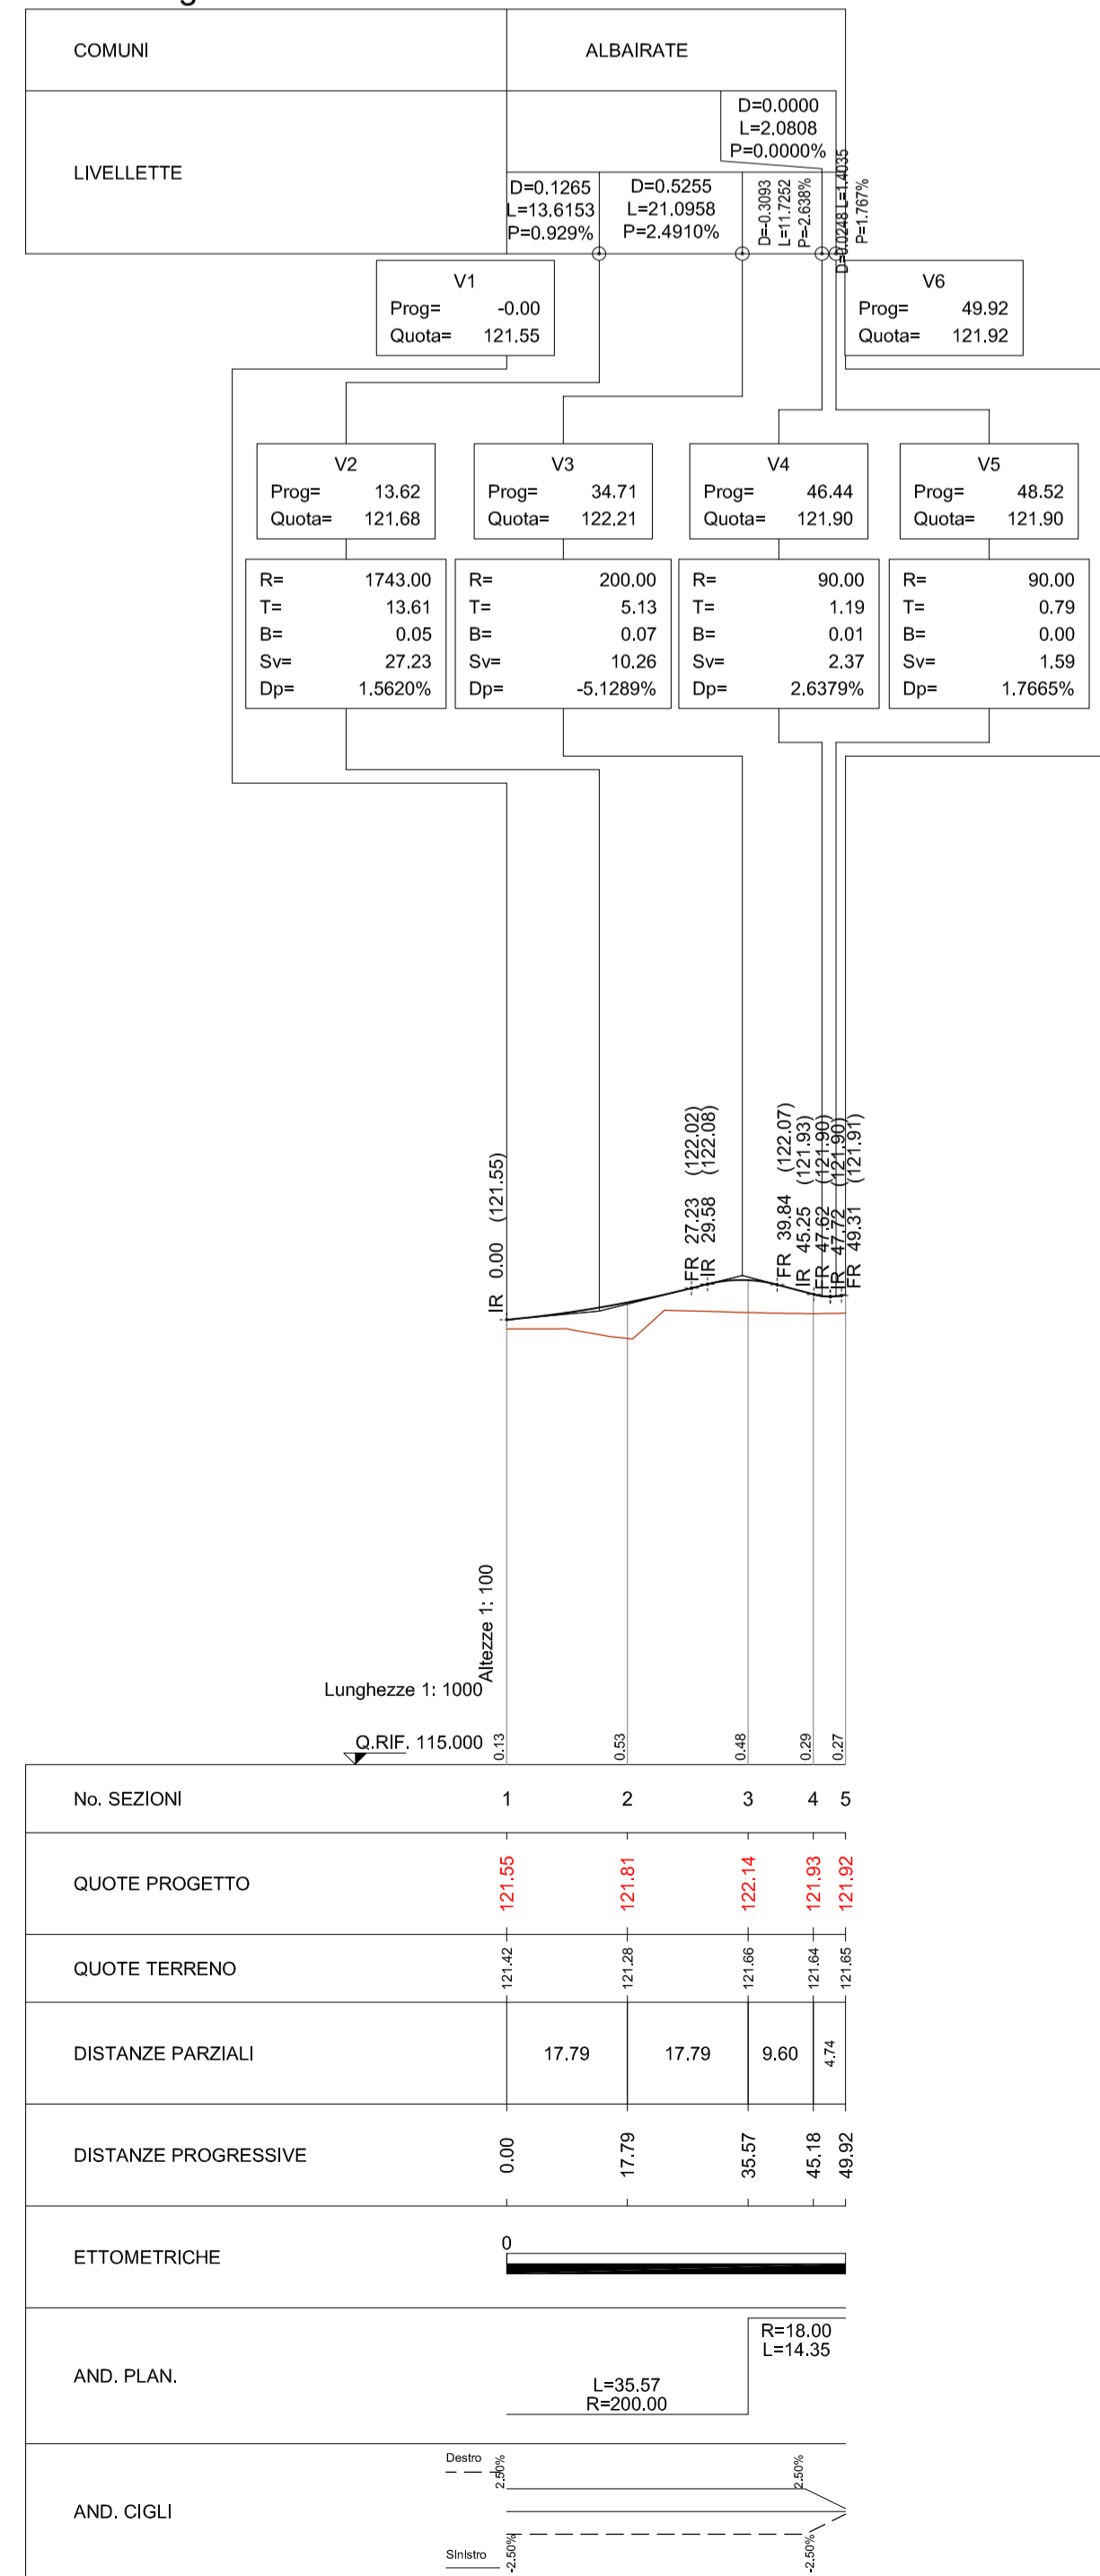 COMUNI
ALBAIRATE
LIVELLETTE
D=0.0000
L=2.0808
P=0.0000%
D=0.1265
L=13.6153
P=0.929%
D=0.5255
L=21.0958
P=2.4910%
D=-0.3093
L=11.7252
P=-2.638%
D=0.0248 L=1.4035
P=1.767%
V1
Prog= -0.00
Quota= 121.55
V6
Prog= 49.92
Quota= 121.92
V2
Prog= 13.62
Quota= 121.68
V3
Prog= 34.71
Quota= 122.21
V4
Prog= 46.44
Quota= 121.90
V5
Prog= 48.52
Quota= 121.90
R= 1743.00
T= 13.61
B= 0.05
Sv= 27.23
Dp= 1.5620%
R= 200.00
T= 5.13
B= 0.07
Sv= 10.26
Dp= -5.1289%
R= 90.00
T= 1.19
B= 0.01
Sv= 2.37
Dp= 2.6379%
R= 90.00
T= 0.79
B= 0.00
Sv= 1.59
Dp= 1.7665%
IR 0.00 (121.55)
FR 27.23 (122.02)
IR 29.58 (122.08)
FR 39.84 (122.07)
IR 45.25 (121.93)
FR 47.62 (121.90)
IR 47.72 (121.90)
FR 49.31 (121.91)
Altezze 1: 100
Lunghezze 1: 1000
Q.RIF. 115.000
0.13 0.53 0.48 0.29 0.27
No. SEZIONI 1 2 3 4 5
QUOTE PROGETTO 121.55 121.81 122.14 121.93 121.92
QUOTE TERRENO 121.42 121.28 121.66 121.64 121.65
DISTANZE PARZIALI 17.79 17.79 9.60 4.74
DISTANZE PROGRESSIVE 0.00 17.79 35.57 45.18 49.92
ETTOMETRICHE 0
AND. PLAN.
L=35.57
R=200.00
R=18.00
L=14.35
AND. CIGLI
Destro
2.50% 2.50%
Sinistro
-2.50% -2.50%